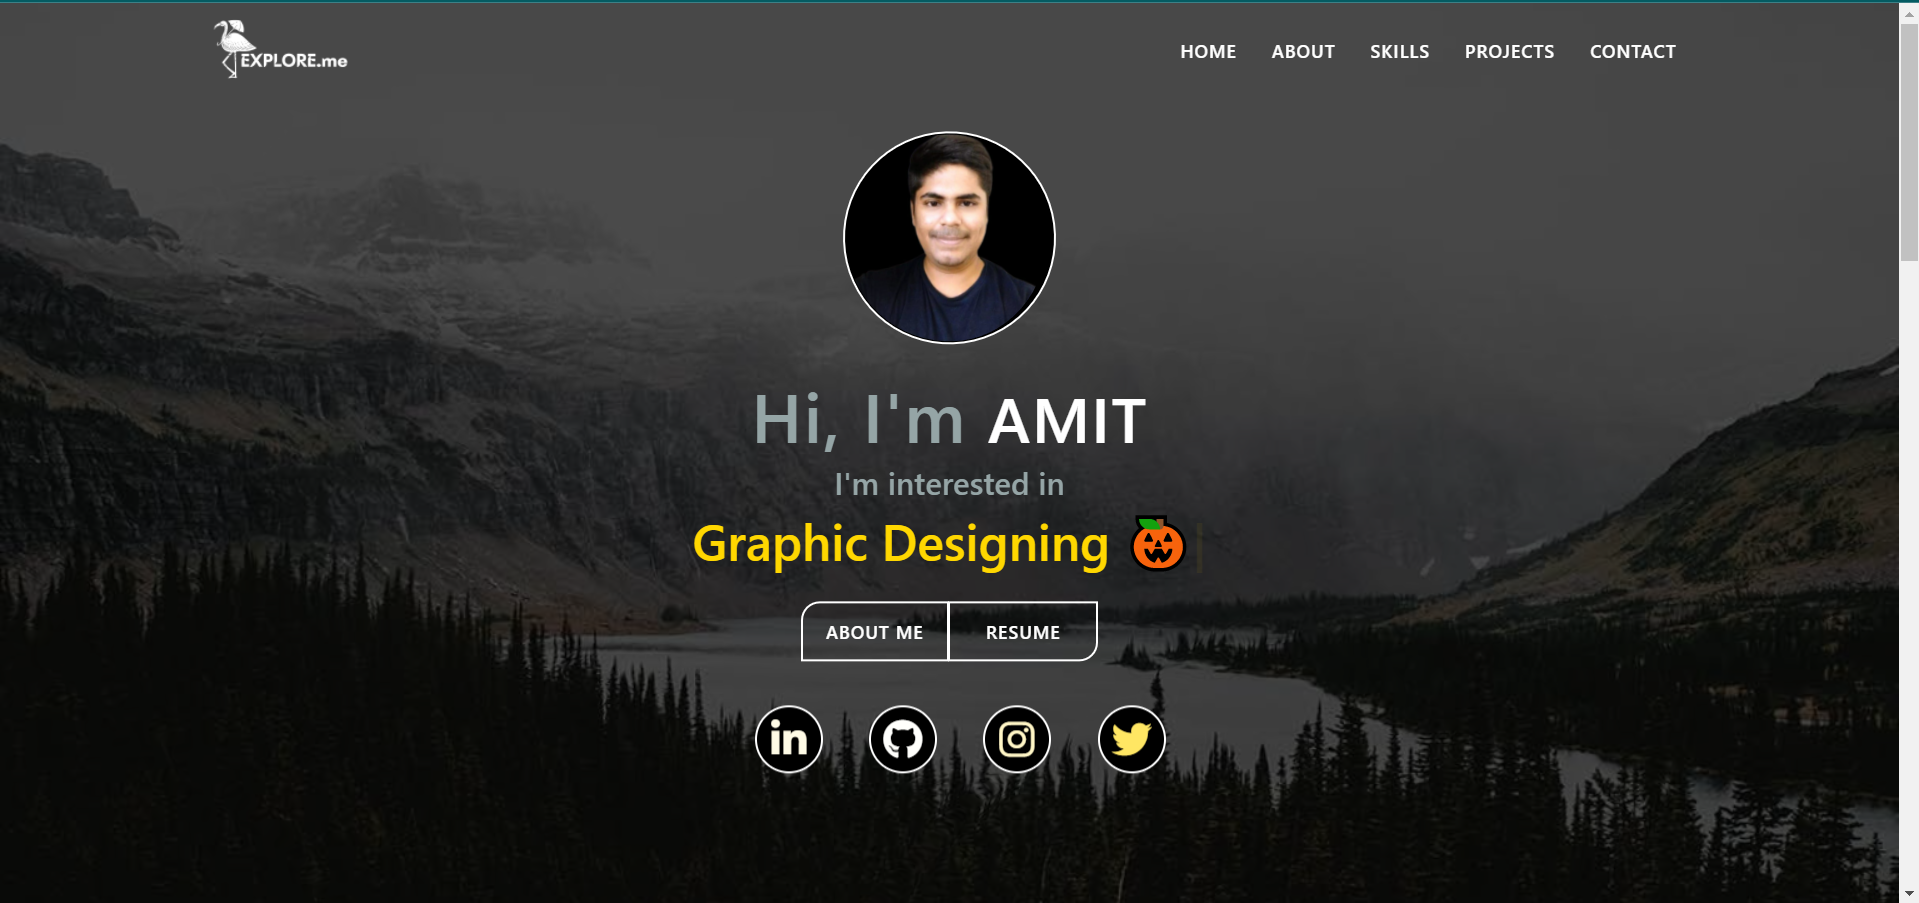 EXPLORE.me
HOME ABOUT SKILLS PROJECTS CONTACT
Hi, I'm AMIT
I'm interested in
Graphic Designing 🎃 |
ABOUT ME RESUME
in